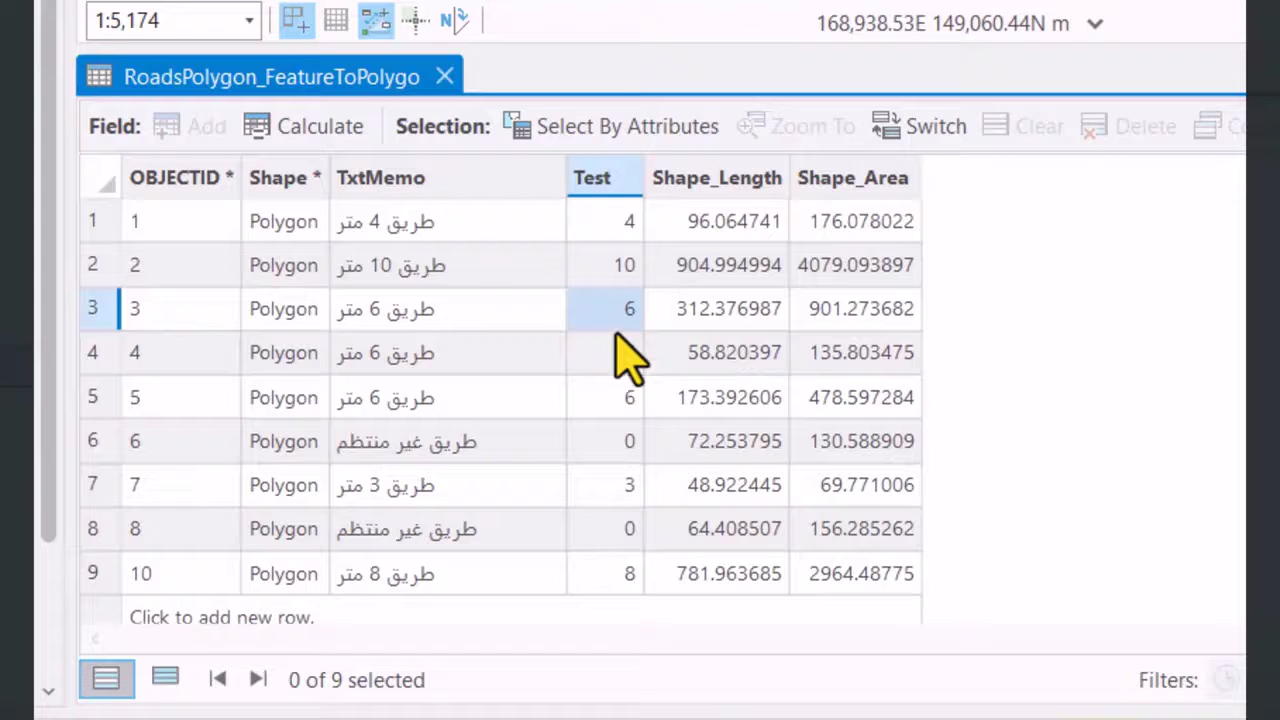 1:5,174 168,938.53E 149,060.44N m
RoadsPolygon_FeatureToPolygo
Field: Add Calculate Selection: Select By Attributes Zoom To Switch Clear Delete
OBJECTID * Shape * TxtMemo Test Shape_Length Shape_Area
1 1 Polygon طريق 4 متر 4 96.064741 176.078022
2 2 Polygon طريق 10 متر 10 904.994994 4079.093897
3 3 Polygon طريق 6 متر 6 312.376987 901.273682
4 4 Polygon طريق 6 متر 58.820397 135.803475
5 5 Polygon طريق 6 متر 6 173.392606 478.597284
6 6 Polygon طريق غير منتظم 0 72.253795 130.588909
7 7 Polygon طريق 3 متر 3 48.922445 69.771006
8 8 Polygon طريق غير منتظم 0 64.408507 156.285262
9 10 Polygon طريق 8 متر 8 781.963685 2964.48775
Click to add new row.
0 of 9 selected Filters: